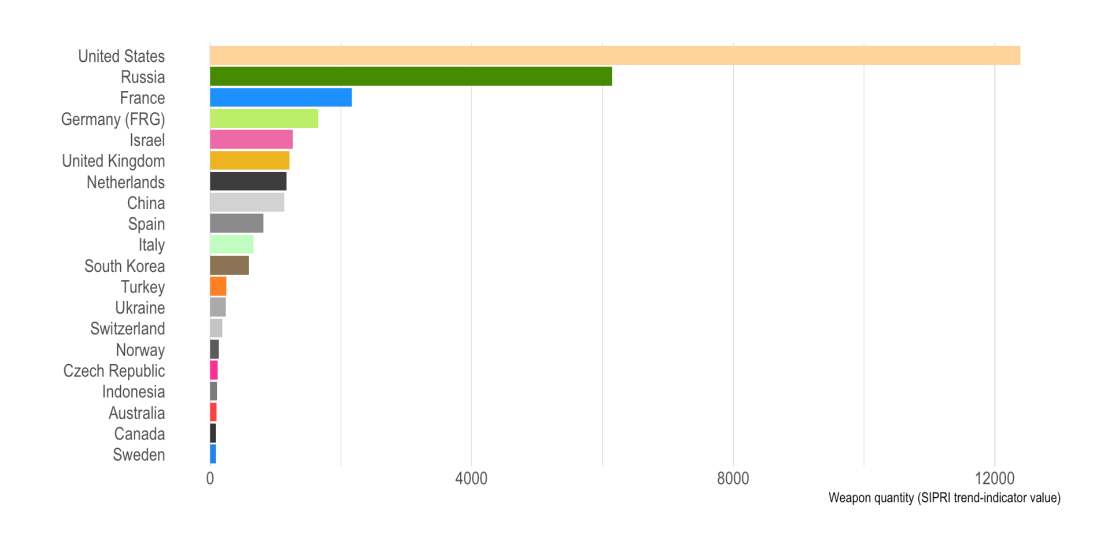 United States
Russia
France
Germany (FRG)
Israel
United Kingdom
Netherlands
China
Spain
Italy
South Korea
Turkey
Ukraine
Switzerland
Norway
Czech Republic
Indonesia
Australia
Canada
Sweden
0 4000 8000 12000
Weapon quantity (SIPRI trend-indicator value)